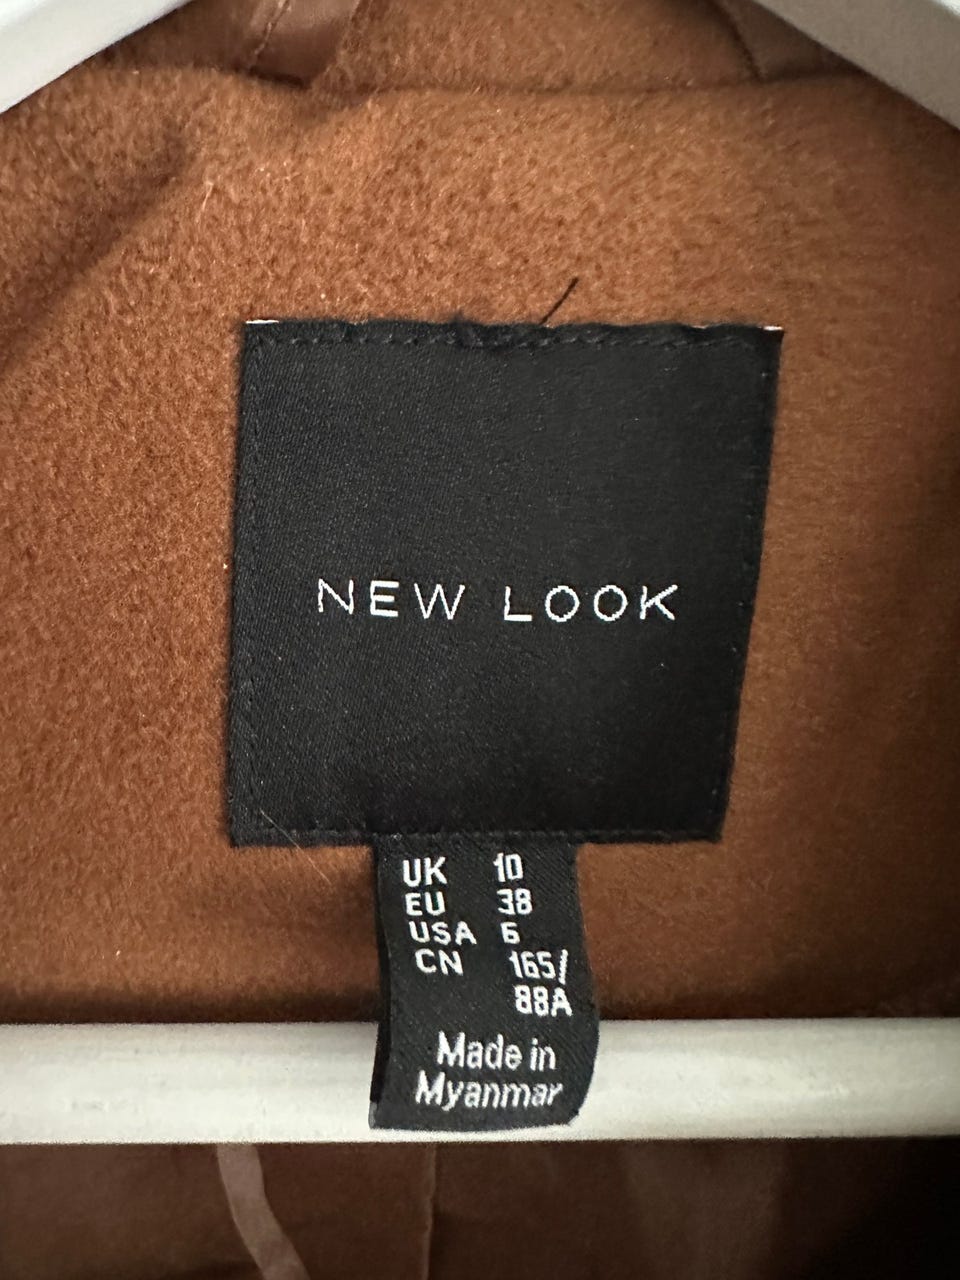 NEW LOOK
UK 10
EU 38
USA 6
CN 165/
88A
Made in
Myanmar